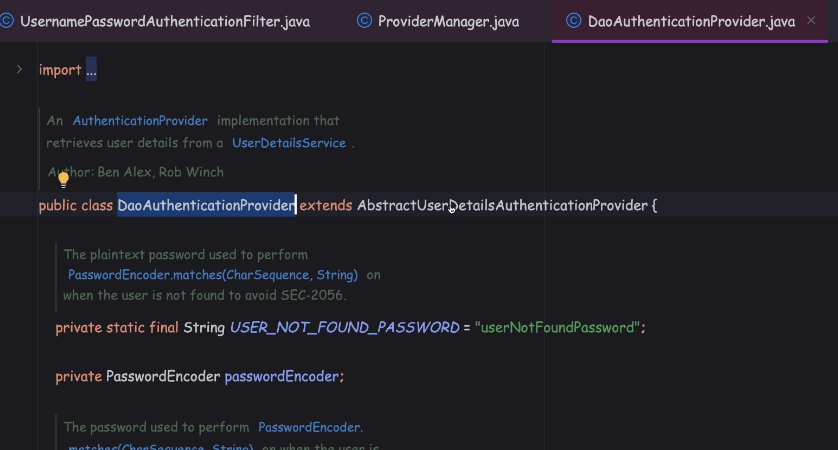 UsernamePasswordAuthenticationFilter.java ProviderManager.java DaoAuthenticationProvider.java
import ...
An AuthenticationProvider implementation that
retrieves user details from a UserDetailsService .
Author: Ben Alex, Rob Winch
public class DaoAuthenticationProvider extends AbstractUserDetailsAuthenticationProvider {
The plaintext password used to perform
PasswordEncoder.matches(CharSequence, String) on
when the user is not found to avoid SEC-2056.
private static final String USER_NOT_FOUND_PASSWORD = "userNotFoundPassword";
private PasswordEncoder passwordEncoder;
The password used to perform PasswordEncoder.
matches(CharSequence, String) on when the user is